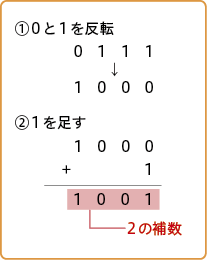 ①0と1を反転
0 1 1 1
↓
1 0 0 0
②1を足す
1 0 0 0
+ 1
1 0 0 1
2の補数